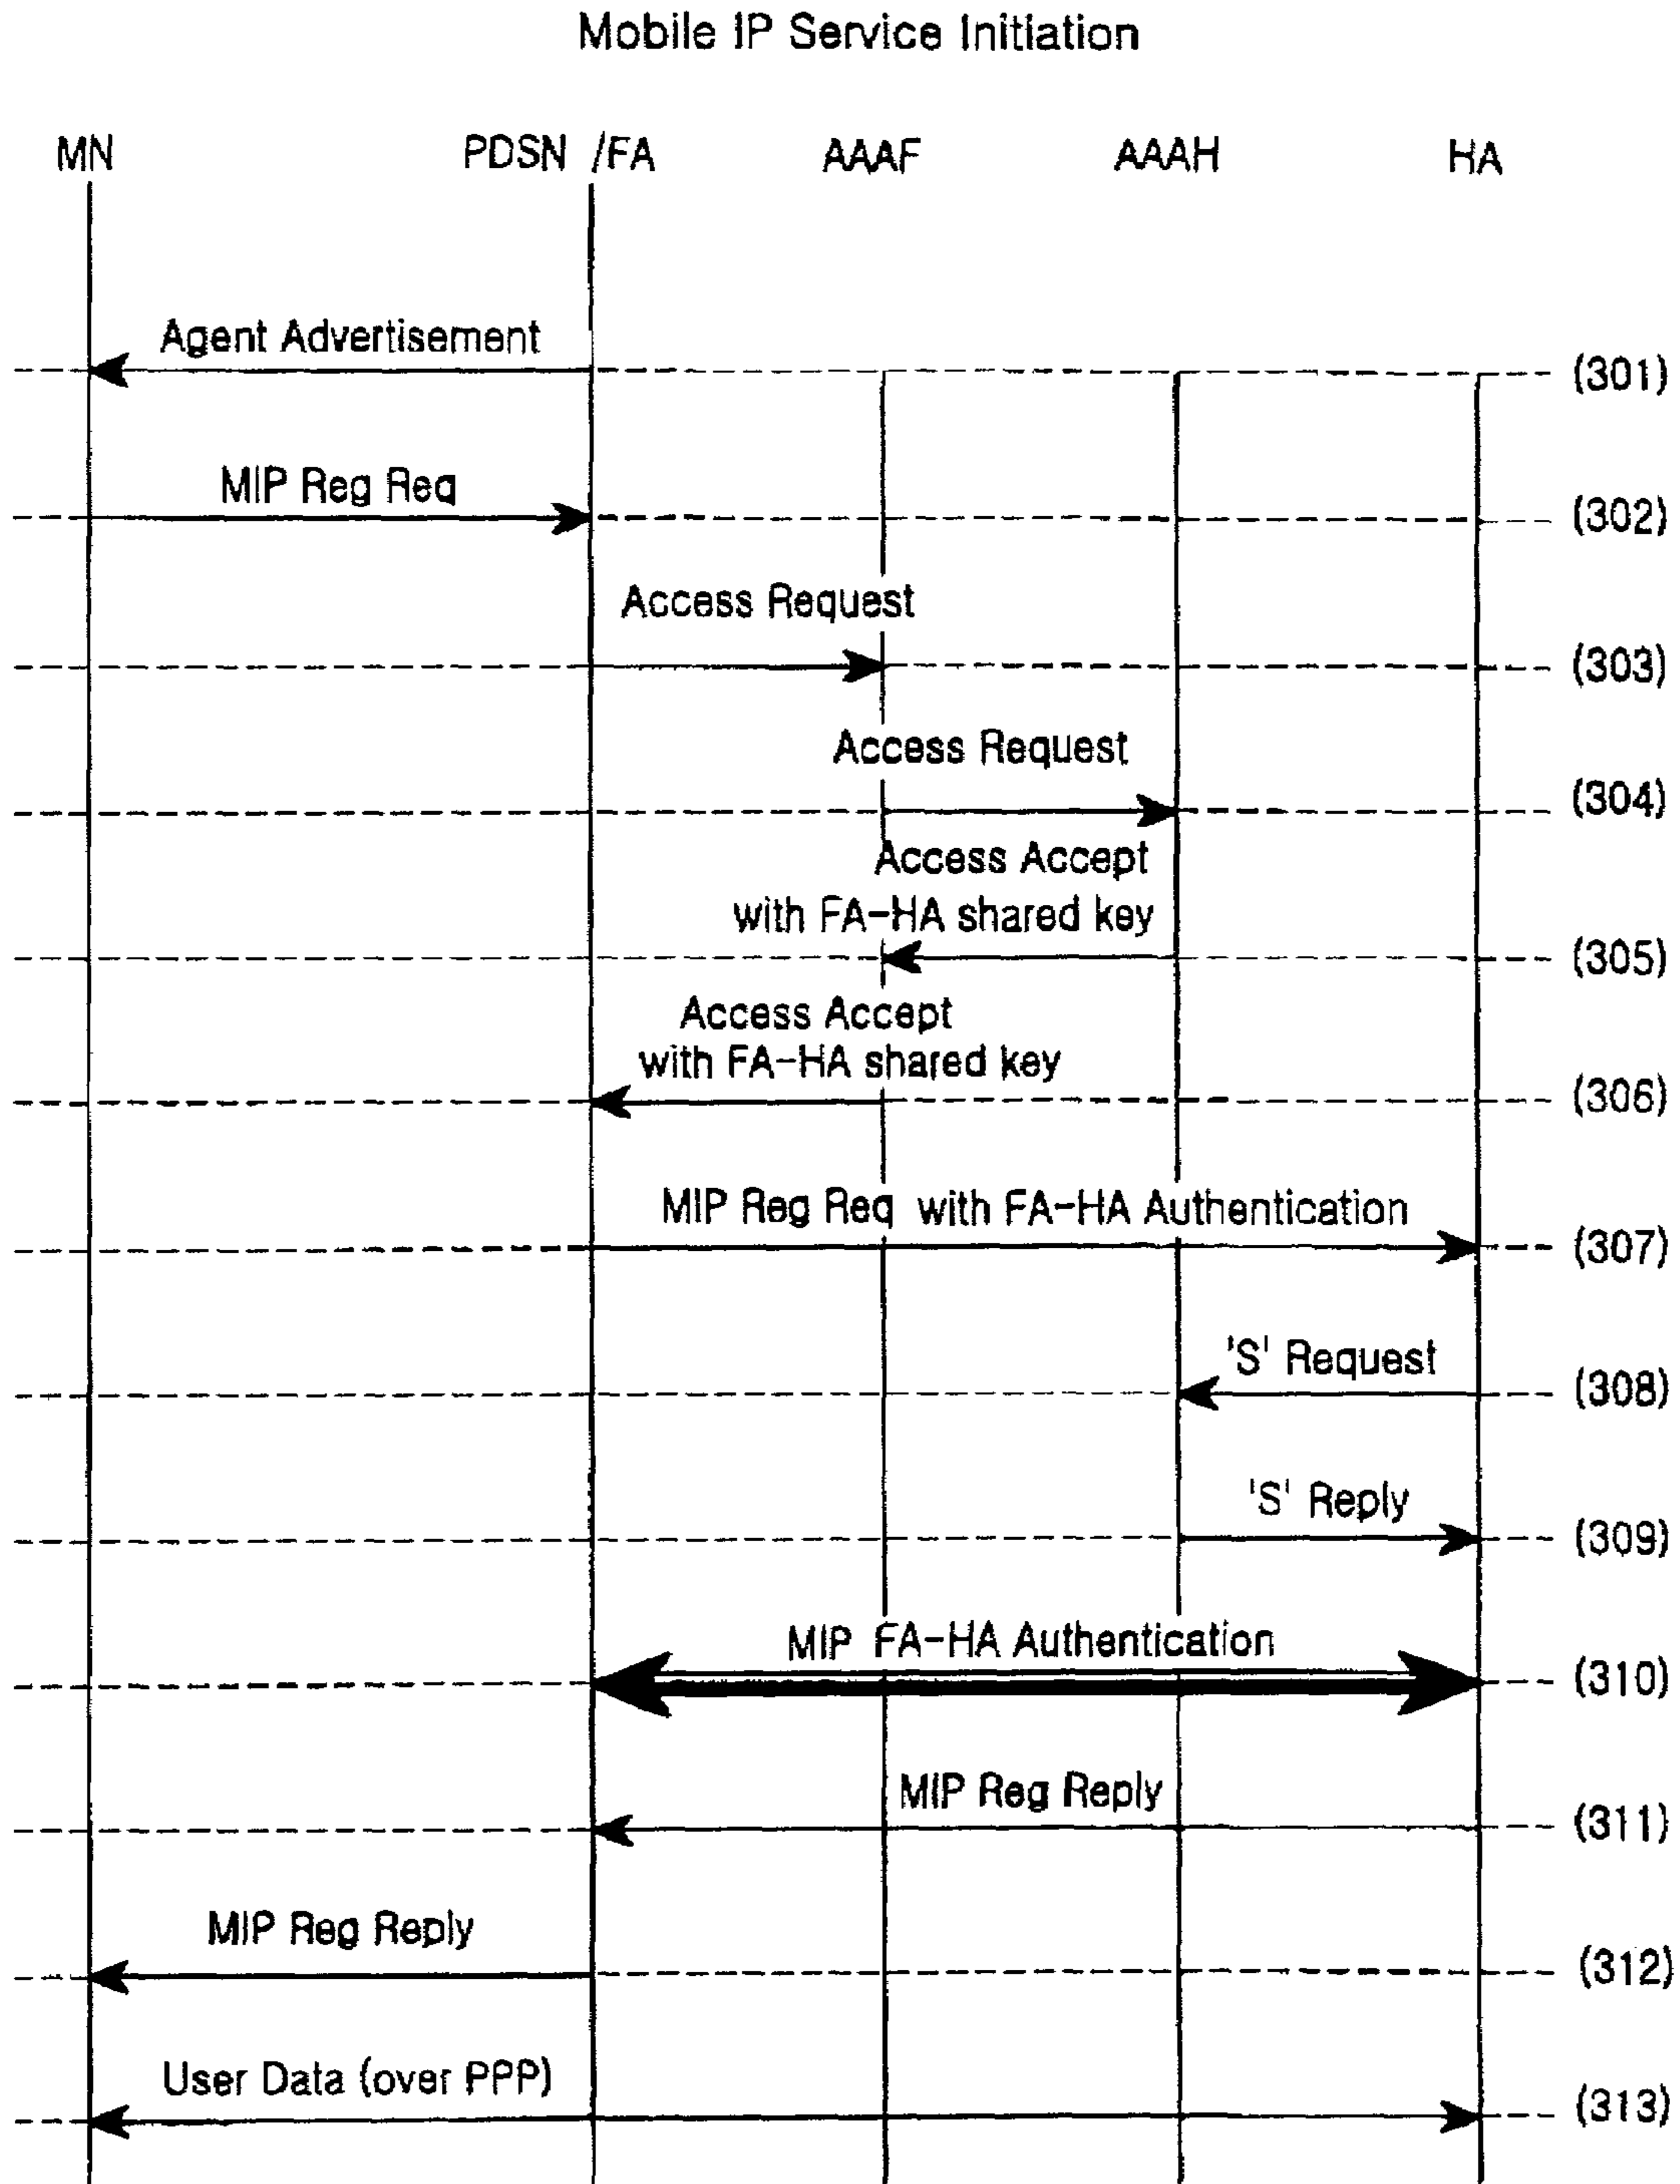 Mobile IP Service Initiation
MN PDSN /FA AAAF AAAH HA
Agent Advertisement
(301)
MIP Reg Req
(302)
Access Request
(303)
Access Request
(304)
Access Accept
with FA-HA shared key
(305)
Access Accept
with FA-HA shared key
(306)
MIP Reg Req with FA-HA Authentication
(307)
'S' Request
(308)
'S' Reply
(309)
MIP FA-HA Authentication
(310)
MIP Reg Reply
(311)
MIP Reg Reply
(312)
User Data (over PPP)
(313)